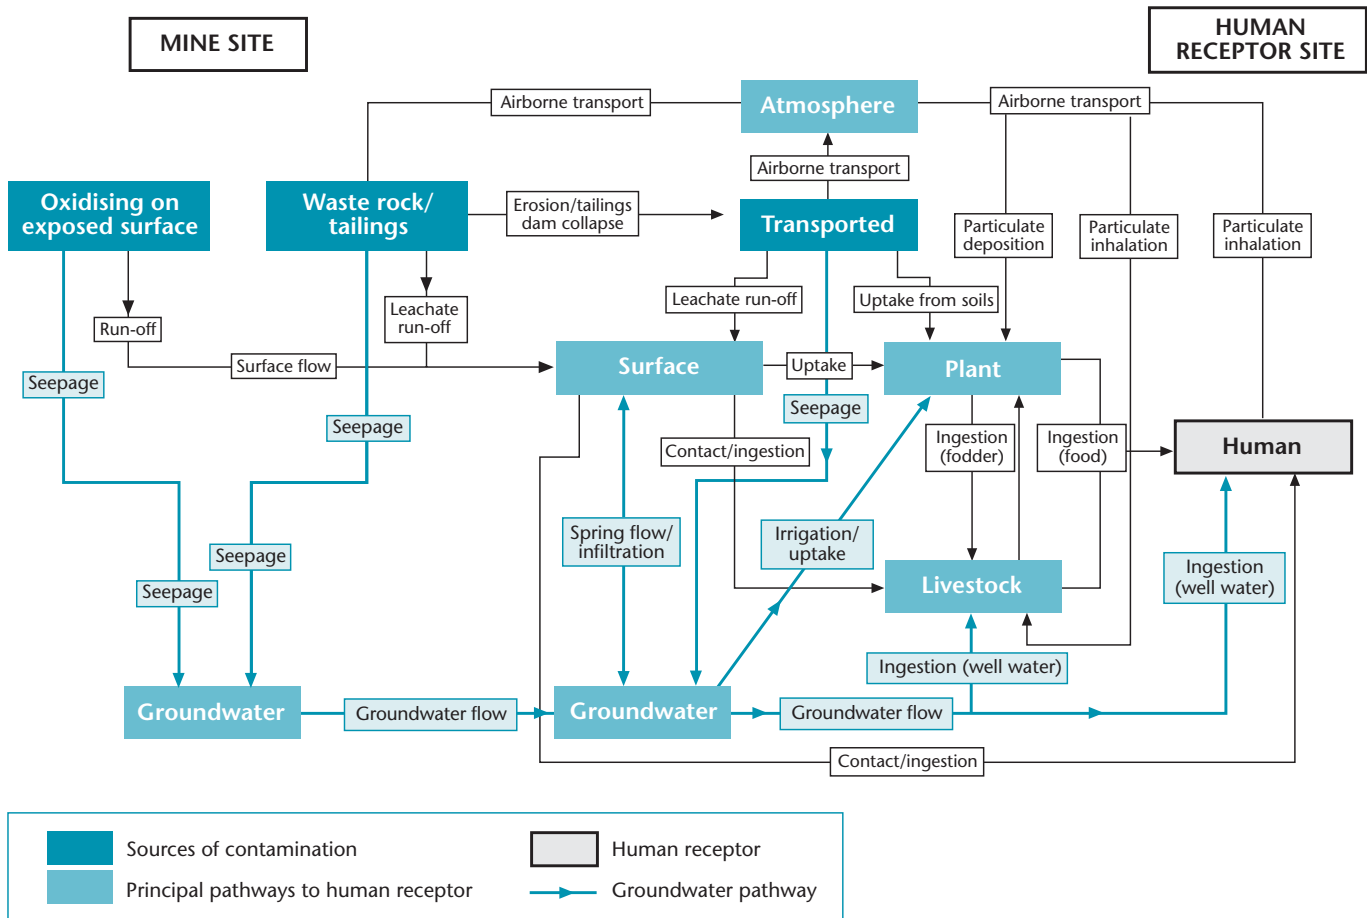 MINE SITE
HUMAN
RECEPTOR SITE
Airborne transport
Atmosphere
Airborne transport
Airborne transport
Oxidising on
exposed surface
Waste rock/
tailings
Erosion/tailings
dam collapse
Transported
Particulate
deposition
Particulate
inhalation
Particulate
inhalation
Leachate run-off
Uptake from soils
Run-off
Leachate
run-off
Surface flow
Surface
Uptake
Plant
Seepage
Seepage
Seepage
Contact/ingestion
Ingestion
(fodder)
Ingestion
(food)
Human
Spring flow/
infiltration
Irrigation/
uptake
Seepage
Seepage
Livestock
Ingestion
(well water)
Ingestion (well water)
Groundwater
Groundwater flow
Groundwater
Groundwater flow
Contact/ingestion
Sources of contamination
Human receptor
Principal pathways to human receptor
Groundwater pathway